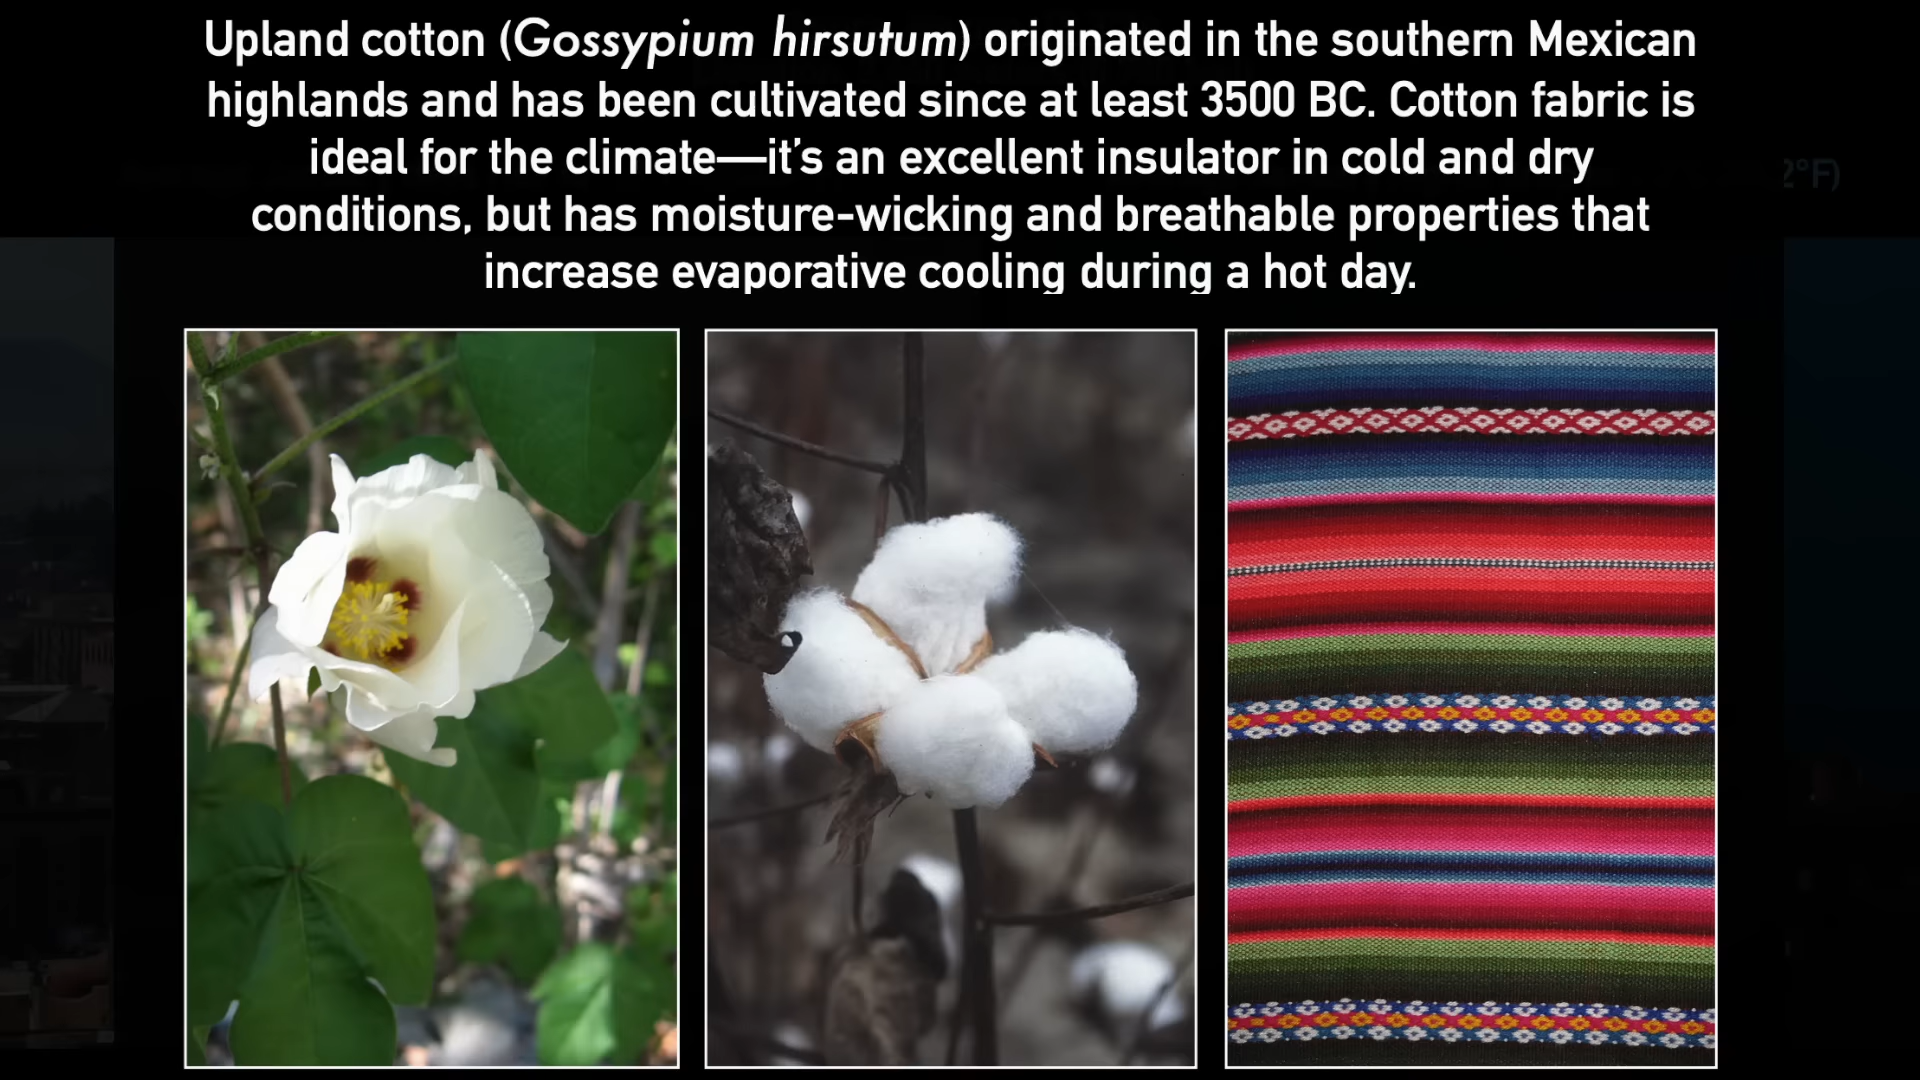 Upland cotton (Gossypium hirsutum) originated in the southern Mexican
highlands and has been cultivated since at least 3500 BC. Cotton fabric is
ideal for the climate—it’s an excellent insulator in cold and dry
conditions, but has moisture-wicking and breathable properties that
increase evaporative cooling during a hot day.
2°F)